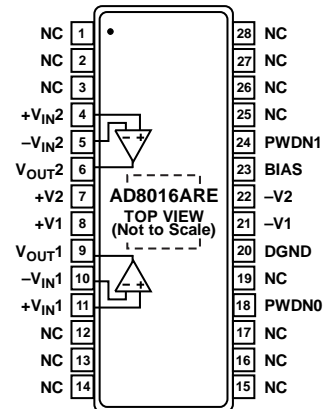 NC 1 28 NC
NC 2 27 NC
NC 3 26 NC
+VIN2 4 25 NC
–VIN2 5 24 PWDN1
VOUT2 6 23 BIAS
+V2 7 22 –V2
+V1 8 21 –V1
VOUT1 9 20 DGND
–VIN1 10 19 NC
+VIN1 11 18 PWDN0
NC 12 17 NC
NC 13 16 NC
NC 14 15 NC
– +
AD8016ARE
TOP VIEW
(Not to Scale)
– +